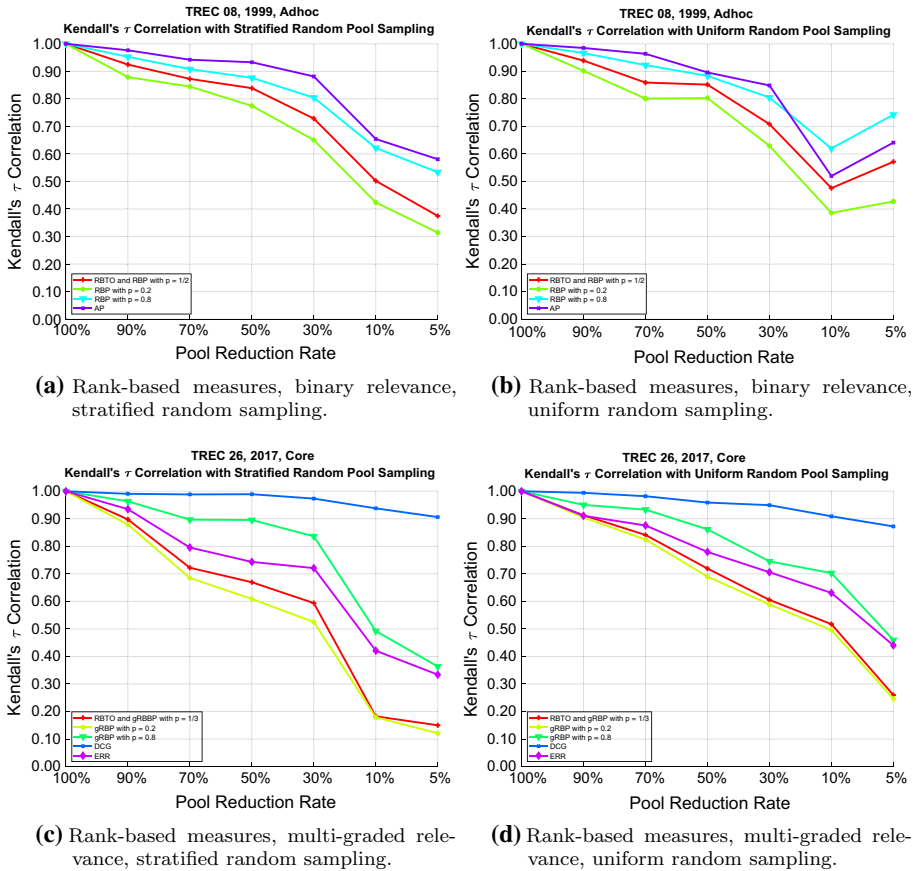 TREC 08, 1999, Adhoc
Kendall's τ Correlation with Stratified Random Pool Sampling
1.00
0.90
0.80
0.70
0.60
0.50
0.40
0.30
0.20
0.10
0.00
Kendall's τ Correlation
RBTO and RBP with p = 1/2
RBP with p = 0.2
RBP with p = 0.8
AP
100% 90% 70% 50% 30% 10% 5%
Pool Reduction Rate
(a) Rank-based measures, binary relevance,
stratified random sampling.
TREC 08, 1999, Adhoc
Kendall's τ Correlation with Uniform Random Pool Sampling
1.00
0.90
0.80
0.70
0.60
0.50
0.40
0.30
0.20
0.10
0.00
Kendall's τ Correlation
RBTO and RBP with p = 1/2
RBP with p = 0.2
RBP with p = 0.8
AP
100% 90% 70% 50% 30% 10% 5%
Pool Reduction Rate
(b) Rank-based measures, binary relevance,
uniform random sampling.
TREC 26, 2017, Core
Kendall's τ Correlation with Stratified Random Pool Sampling
1.00
0.90
0.80
0.70
0.60
0.50
0.40
0.30
0.20
0.10
0.00
Kendall's τ Correlation
RBTO and gRBBP with p = 1/3
gRBP with p = 0.2
gRBP with p = 0.8
DCG
ERR
100% 90% 70% 50% 30% 10% 5%
Pool Reduction Rate
(c) Rank-based measures, multi-graded rele-
vance, stratified random sampling.
TREC 26, 2017, Core
Kendall's τ Correlation with Uniform Random Pool Sampling
1.00
0.90
0.80
0.70
0.60
0.50
0.40
0.30
0.20
0.10
0.00
Kendall's τ Correlation
RBTO and gRBP with p = 1/3
gRBP with p = 0.2
gRBP with p = 0.8
DCG
ERR
100% 90% 70% 50% 30% 10% 5%
Pool Reduction Rate
(d) Rank-based measures, multi-graded rele-
vance, uniform random sampling.